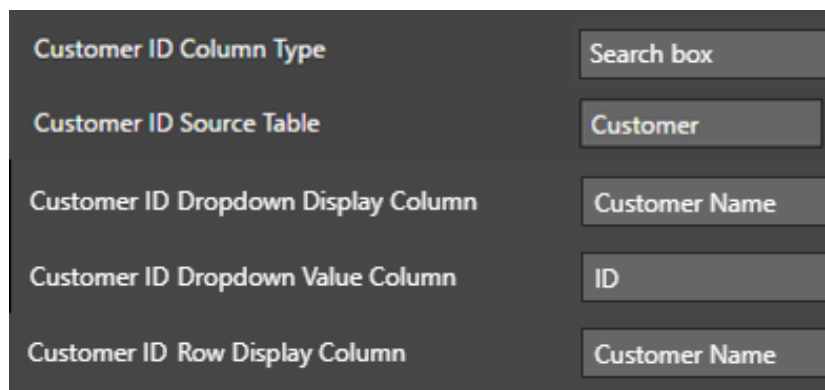 Customer ID Column Type Search box
Customer ID Source Table Customer
Customer ID Dropdown Display Column Customer Name
Customer ID Dropdown Value Column ID
Customer ID Row Display Column Customer Name